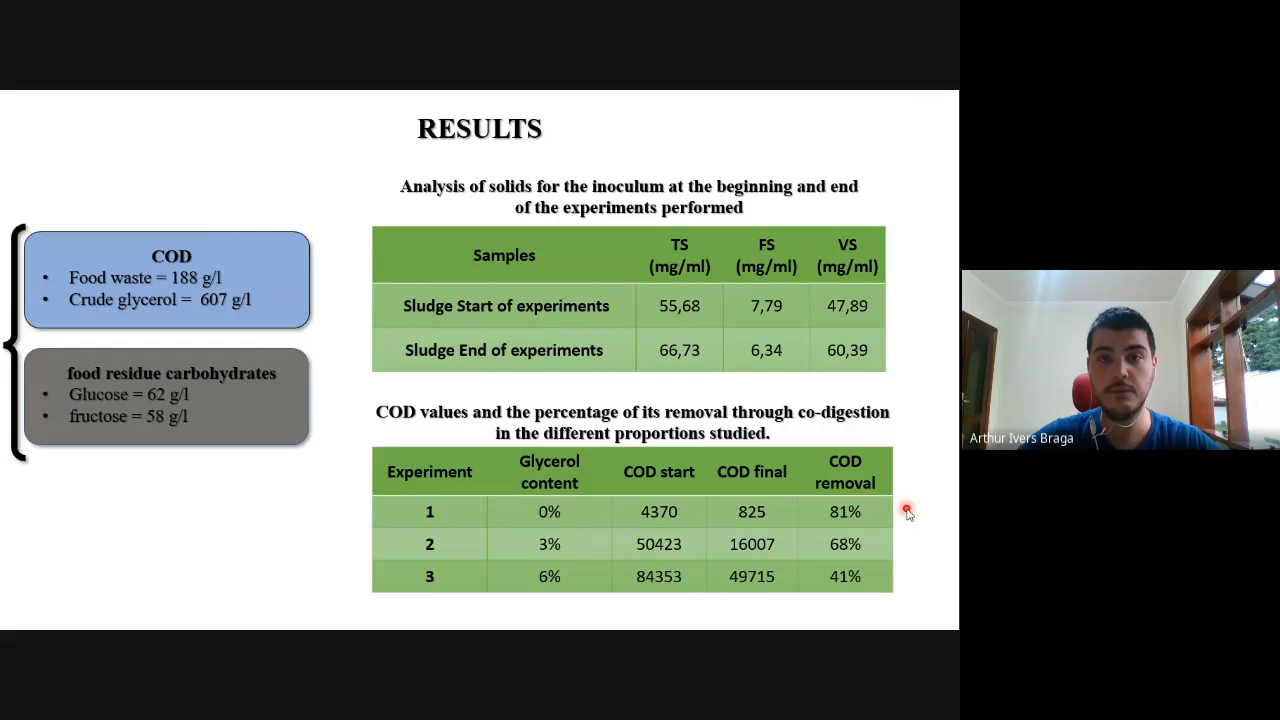 RESULTS
Analysis of solids for the inoculum at the beginning and end
of the experiments performed
COD
• Food waste = 188 g/l
• Crude glycerol = 607 g/l
food residue carbohydrates
• Glucose = 62 g/l
• fructose = 58 g/l
Samples TS (mg/ml) FS (mg/ml) VS (mg/ml)
Sludge Start of experiments 55,68 7,79 47,89
Sludge End of experiments 66,73 6,34 60,39
COD values and the percentage of its removal through co-digestion
in the different proportions studied.
Experiment Glycerol content COD start COD final COD removal
1 0% 4370 825 81%
2 3% 50423 16007 68%
3 6% 84353 49715 41%
Arthur Ivers Braga